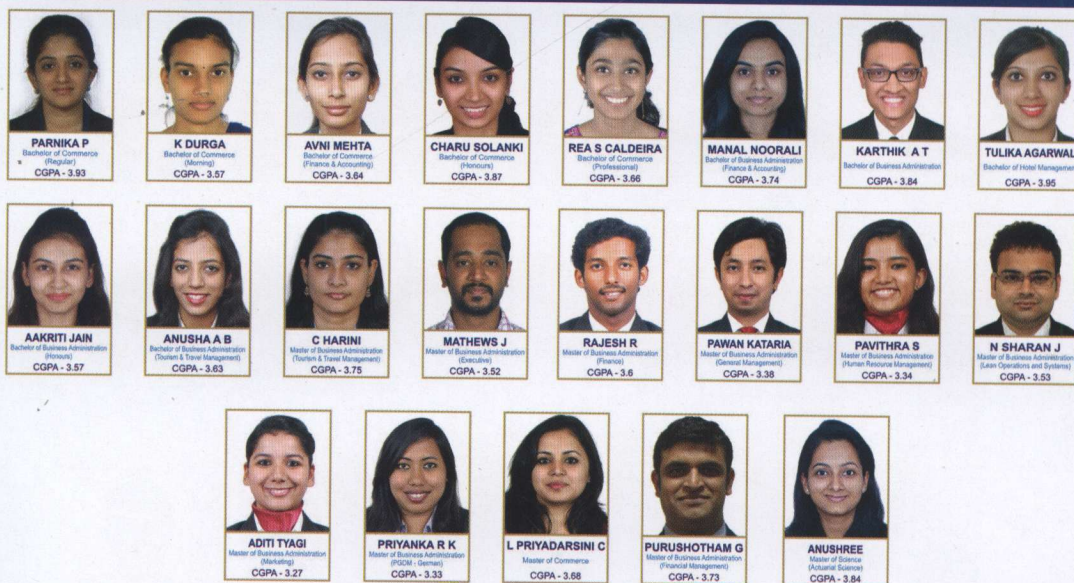 PARNIKA P
Bachelor of Commerce
(Regular)
CGPA - 3.93
K DURGA
Bachelor of Commerce
(Morning)
CGPA - 3.57
AVNI MEHTA
Bachelor of Commerce
(Finance & Accounting)
CGPA - 3.64
CHARU SOLANKI
Bachelor of Commerce
(Honours)
CGPA - 3.87
REA S CALDEIRA
Bachelor of Commerce
(Professional)
CGPA - 3.66
MANAL NOORALI
Bachelor of Business Administration
(Finance & Accounting)
CGPA - 3.74
KARTHIK A T
Bachelor of Business Administration
CGPA - 3.84
TULIKA AGARWAL
Bachelor of Hotel Management
CGPA - 3.95
AAKRITI JAIN
Bachelor of Business Administration
(Honours)
CGPA - 3.57
ANUSHA A B
Bachelor of Business Administration
(Tourism & Travel Management)
CGPA - 3.63
C HARINI
Master of Business Administration
(Tourism & Travel Management)
CGPA - 3.75
MATHEWS J
Master of Business Administration
(Executive)
CGPA - 3.52
RAJESH R
Master of Business Administration
(Finance)
CGPA - 3.6
PAWAN KATARIA
Master of Business Administration
(General Management)
CGPA - 3.38
PAVITHRA S
Master of Business Administration
(Human Resource Management)
CGPA - 3.34
N SHARAN J
Master of Business Administration
(Lean Operations and Systems)
CGPA - 3.53
ADITI TYAGI
Master of Business Administration
(Marketing)
CGPA - 3.27
PRIYANKA R K
Master of Business Administration
(PGDM - German)
CGPA - 3.33
L PRIYADARSINI C
Master of Commerce
CGPA - 3.68
PURUSHOTHAM G
Master of Business Administration
(Financial Management)
CGPA - 3.73
ANUSHREE
Master of Science
(Actuarial Science)
CGPA - 3.84